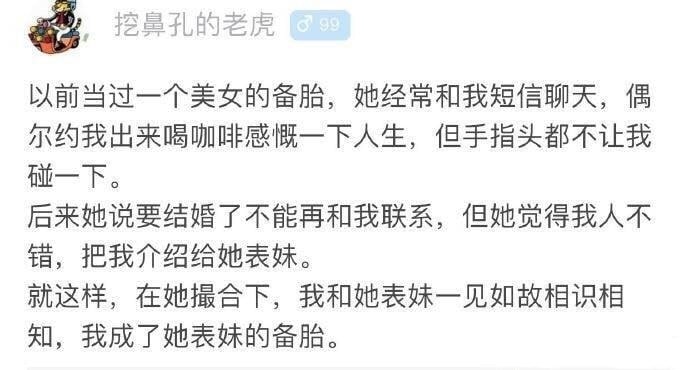 挖鼻孔的老虎 ♂99
以前当过一个美女的备胎，她经常和我短信聊天，偶
尔约我出来喝咖啡感慨一下人生，但手指头都不让我
碰一下。
后来她说要结婚了不能再和我联系，但她觉得我人不
错，把我介绍给她表妹。
就这样，在她撮合下，我和她表妹一见如故相识相
知，我成了她表妹的备胎。